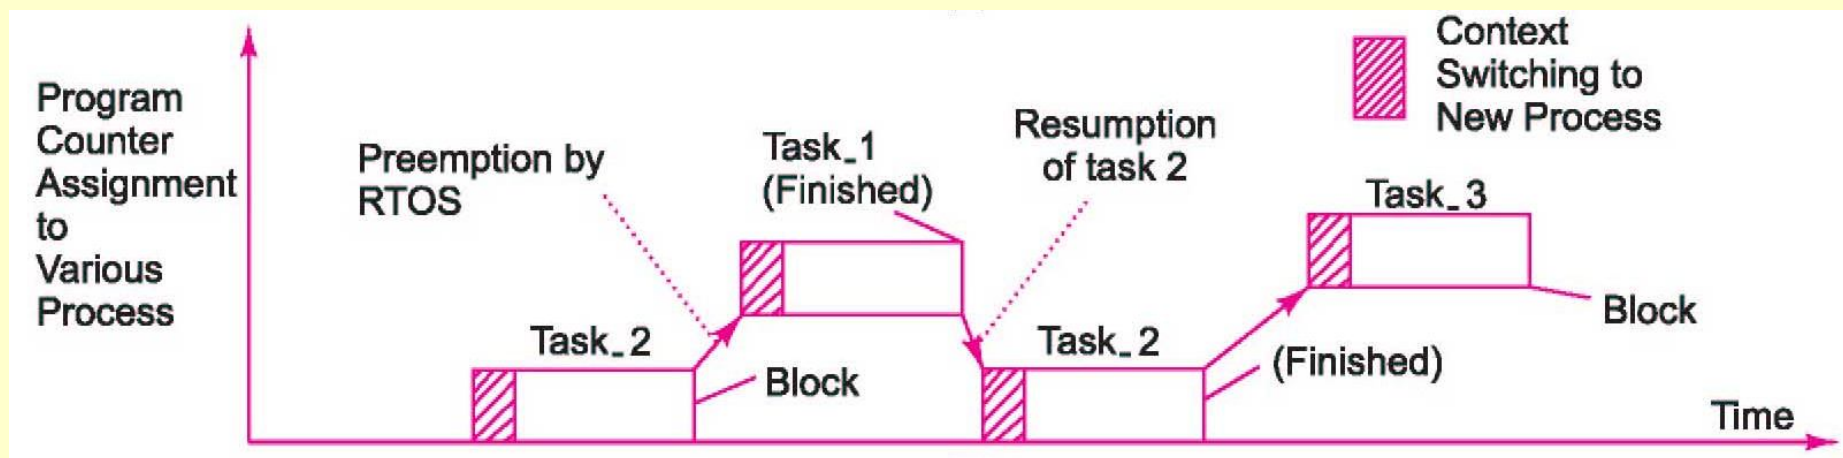 Program
Counter
Assignment
to
Various
Process
Preemption by
RTOS
Task_2
Block
Task_1
(Finished)
Resumption
of task 2
Task_2
(Finished)
Task_3
Block
Context
Switching to
New Process
Time